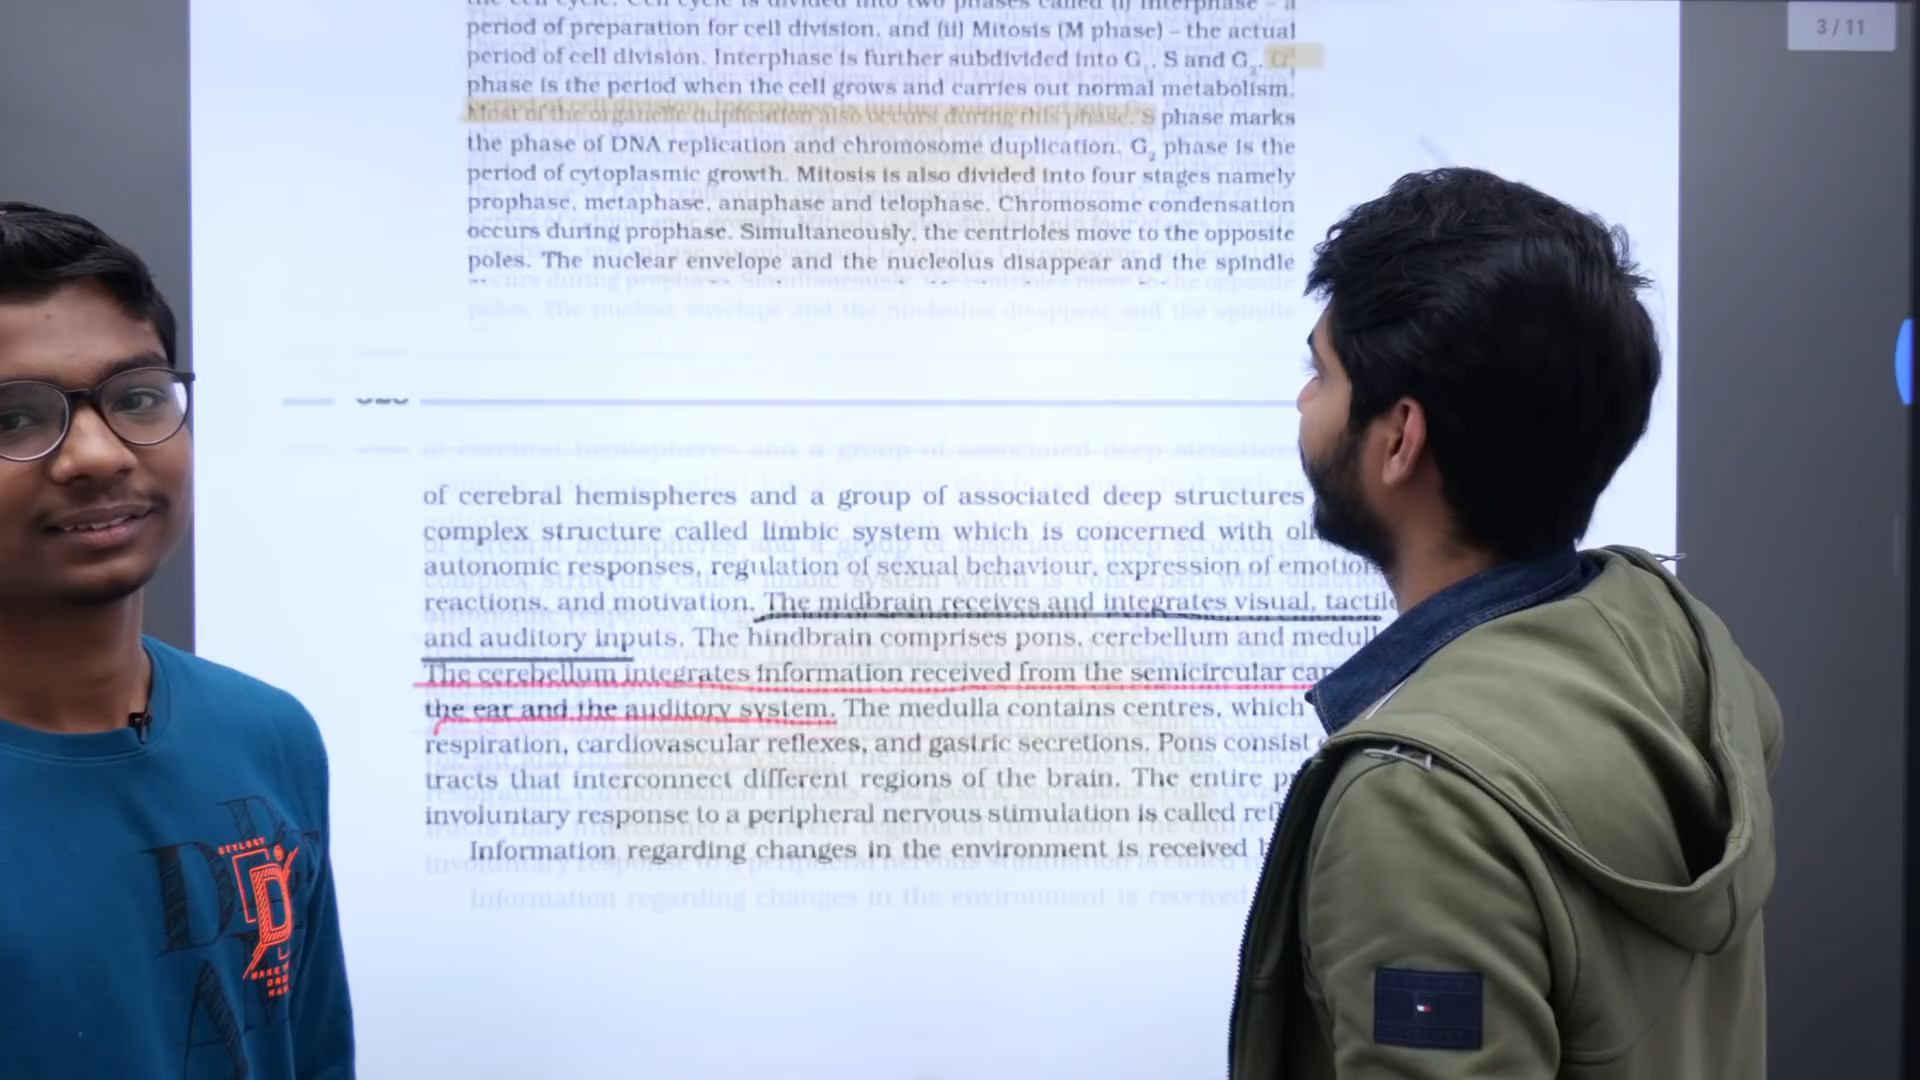 3 / 11
the cell cycle. Cell cycle is divided into two phases called (i) Interphase – a
period of preparation for cell division, and (ii) Mitosis (M phase) – the actual
period of cell division. Interphase is further subdivided into G₁, S and G₂.
phase is the period when the cell grows and carries out normal metabolism.
Most of the organelle duplication also occurs during this phase. S phase marks
the phase of DNA replication and chromosome duplication. G₂ phase is the
period of cytoplasmic growth. Mitosis is also divided into four stages namely
prophase, metaphase, anaphase and telophase. Chromosome condensation
occurs during prophase. Simultaneously, the centrioles move to the opposite
poles. The nuclear envelope and the nucleolus disappear and the spindle
of cerebral hemispheres and a group of associated deep structures
complex structure called limbic system which is concerned with
autonomic responses, regulation of sexual behaviour, expression of
reactions, and motivation. The midbrain receives and integrates visual, tactile
and auditory inputs. The hindbrain comprises pons, cerebellum and
The cerebellum integrates information received from the semicircular
the ear and the auditory system. The medulla contains centres, which
respiration, cardiovascular reflexes, and gastric secretions. Pons consist
tracts that interconnect different regions of the brain. The entire
involuntary response to a peripheral nervous stimulation is called
Information regarding changes in the environment is received
STYLOGY
D